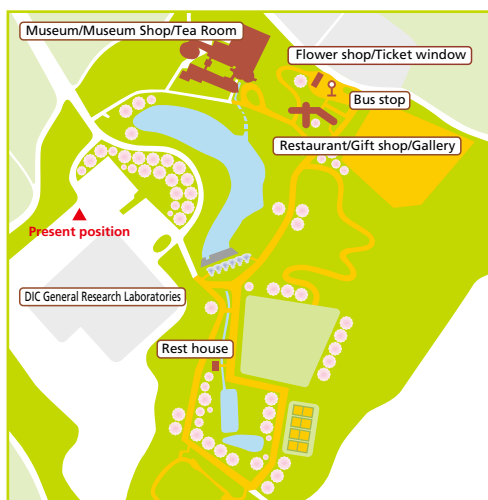 Museum/Museum Shop/Tea Room
Flower shop/Ticket window
Bus stop
Restaurant/Gift shop/Gallery
Present position
DIC General Research Laboratories
Rest house